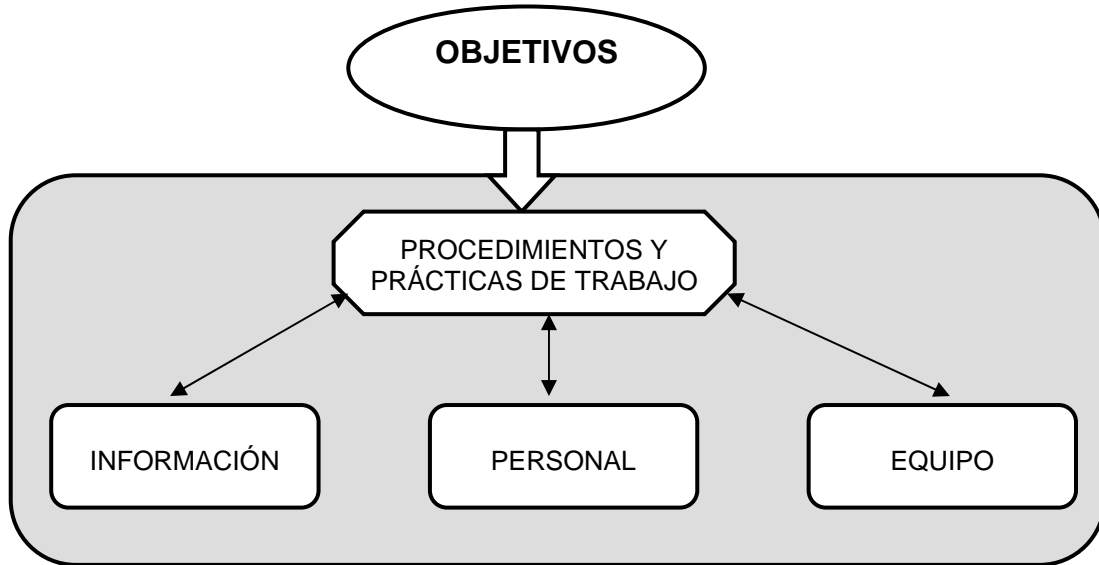 OBJETIVOS
PROCEDIMIENTOS Y
PRÁCTICAS DE TRABAJO
INFORMACIÓN
PERSONAL
EQUIPO